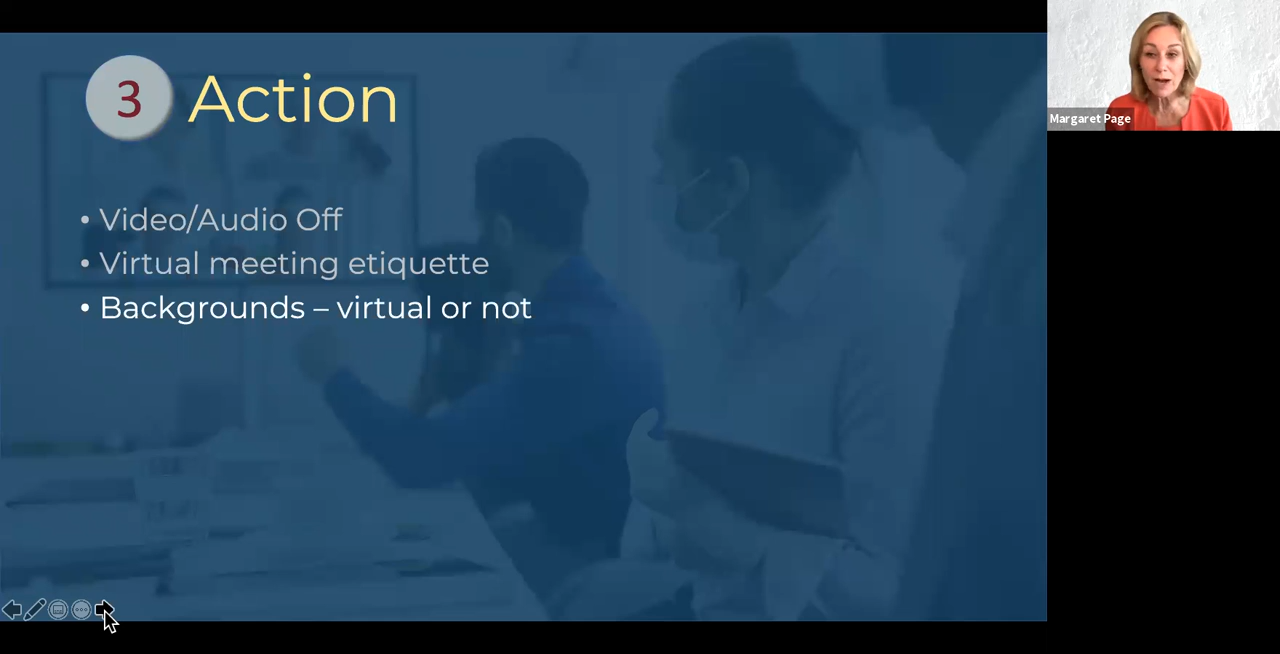 3 Action
• Video/Audio Off
• Virtual meeting etiquette
• Backgrounds – virtual or not
Margaret Page